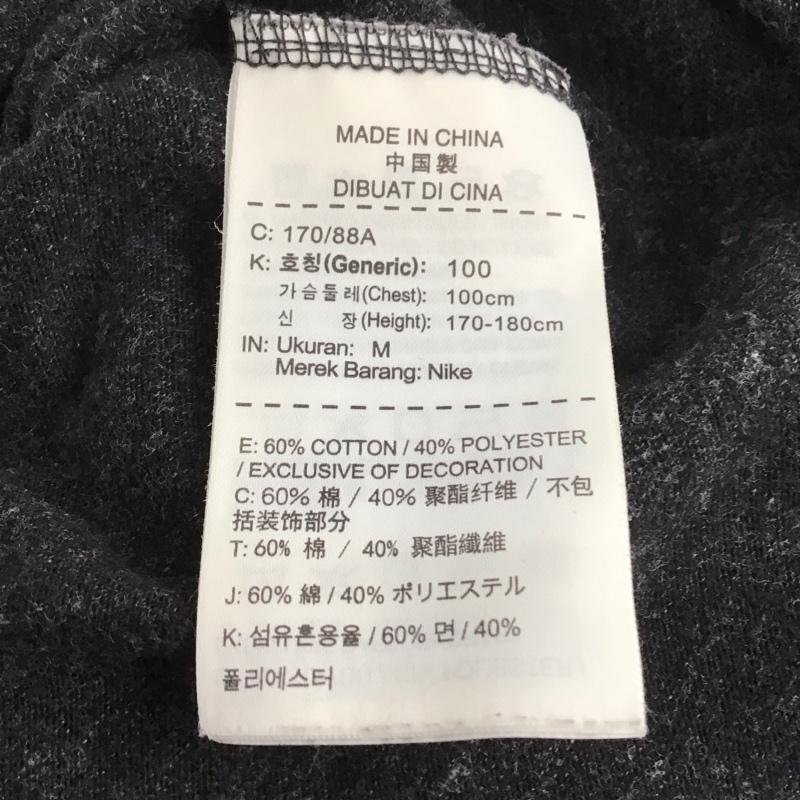 MADE IN CHINA
中国製
DIBUAT DI CINA
C: 170/88A
K: 호칭(Generic): 100
가슴둘레(Chest): 100cm
신 장(Height): 170-180cm
IN: Ukuran: M
Merek Barang: Nike
E: 60% COTTON / 40% POLYESTER
/ EXCLUSIVE OF DECORATION
C: 60% 棉 / 40% 聚酯纤维 / 不包
括装饰部分
T: 60% 棉 / 40% 聚酯纖維
J: 60% 綿 / 40% ポリエステル
K: 섬유혼용율 / 60% 면 / 40%
폴리에스터